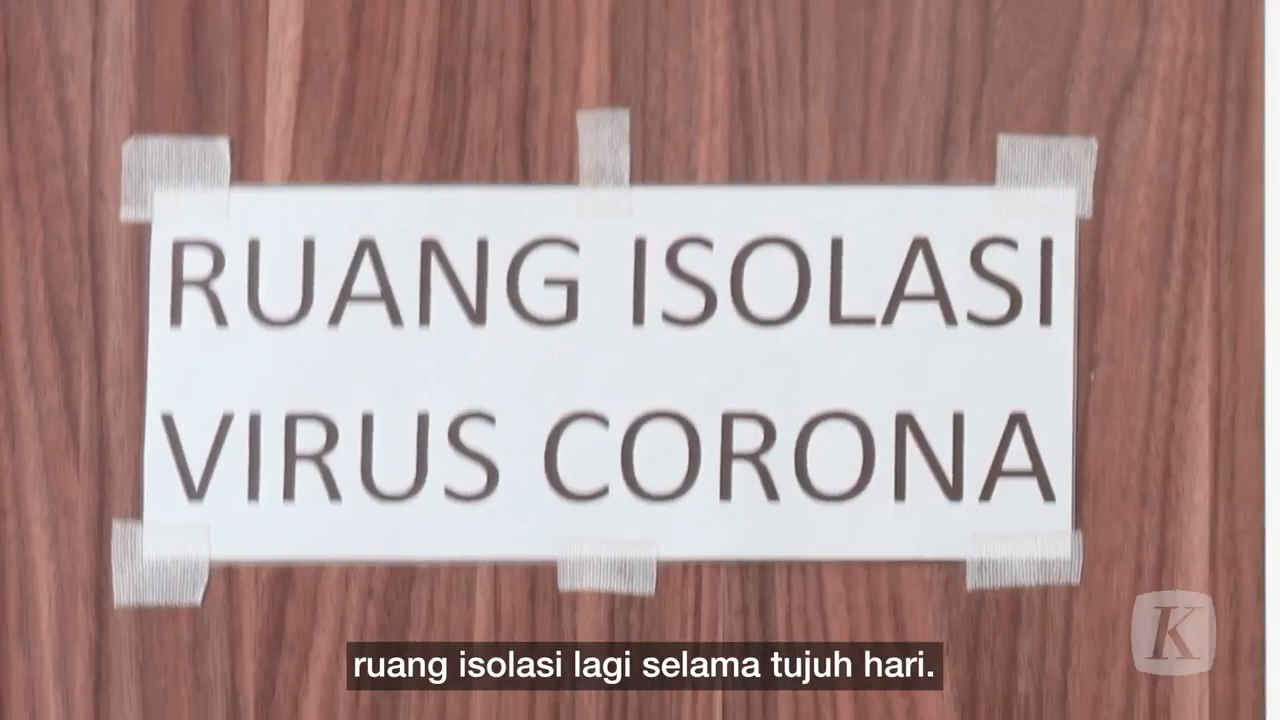 RUANG ISOLASI
VIRUS CORONA
K
ruang isolasi lagi selama tujuh hari.